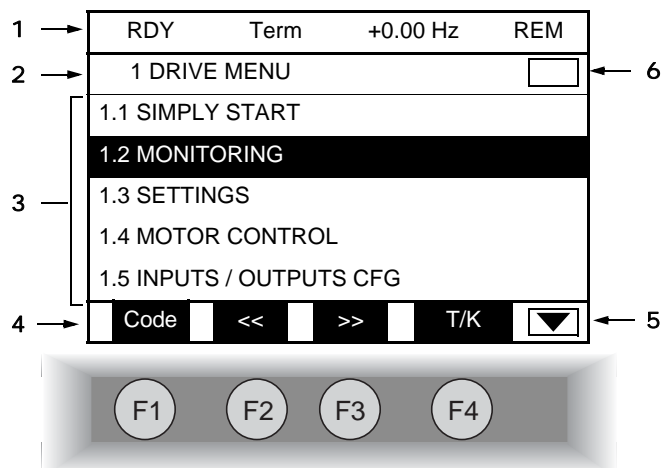 1 RDY Term +0.00 Hz REM
2 1 DRIVE MENU 6
1.1 SIMPLY START
1.2 MONITORING
3 1.3 SETTINGS
1.4 MOTOR CONTROL
1.5 INPUTS / OUTPUTS CFG
4 Code << >> T/K 5
F1 F2 F3 F4